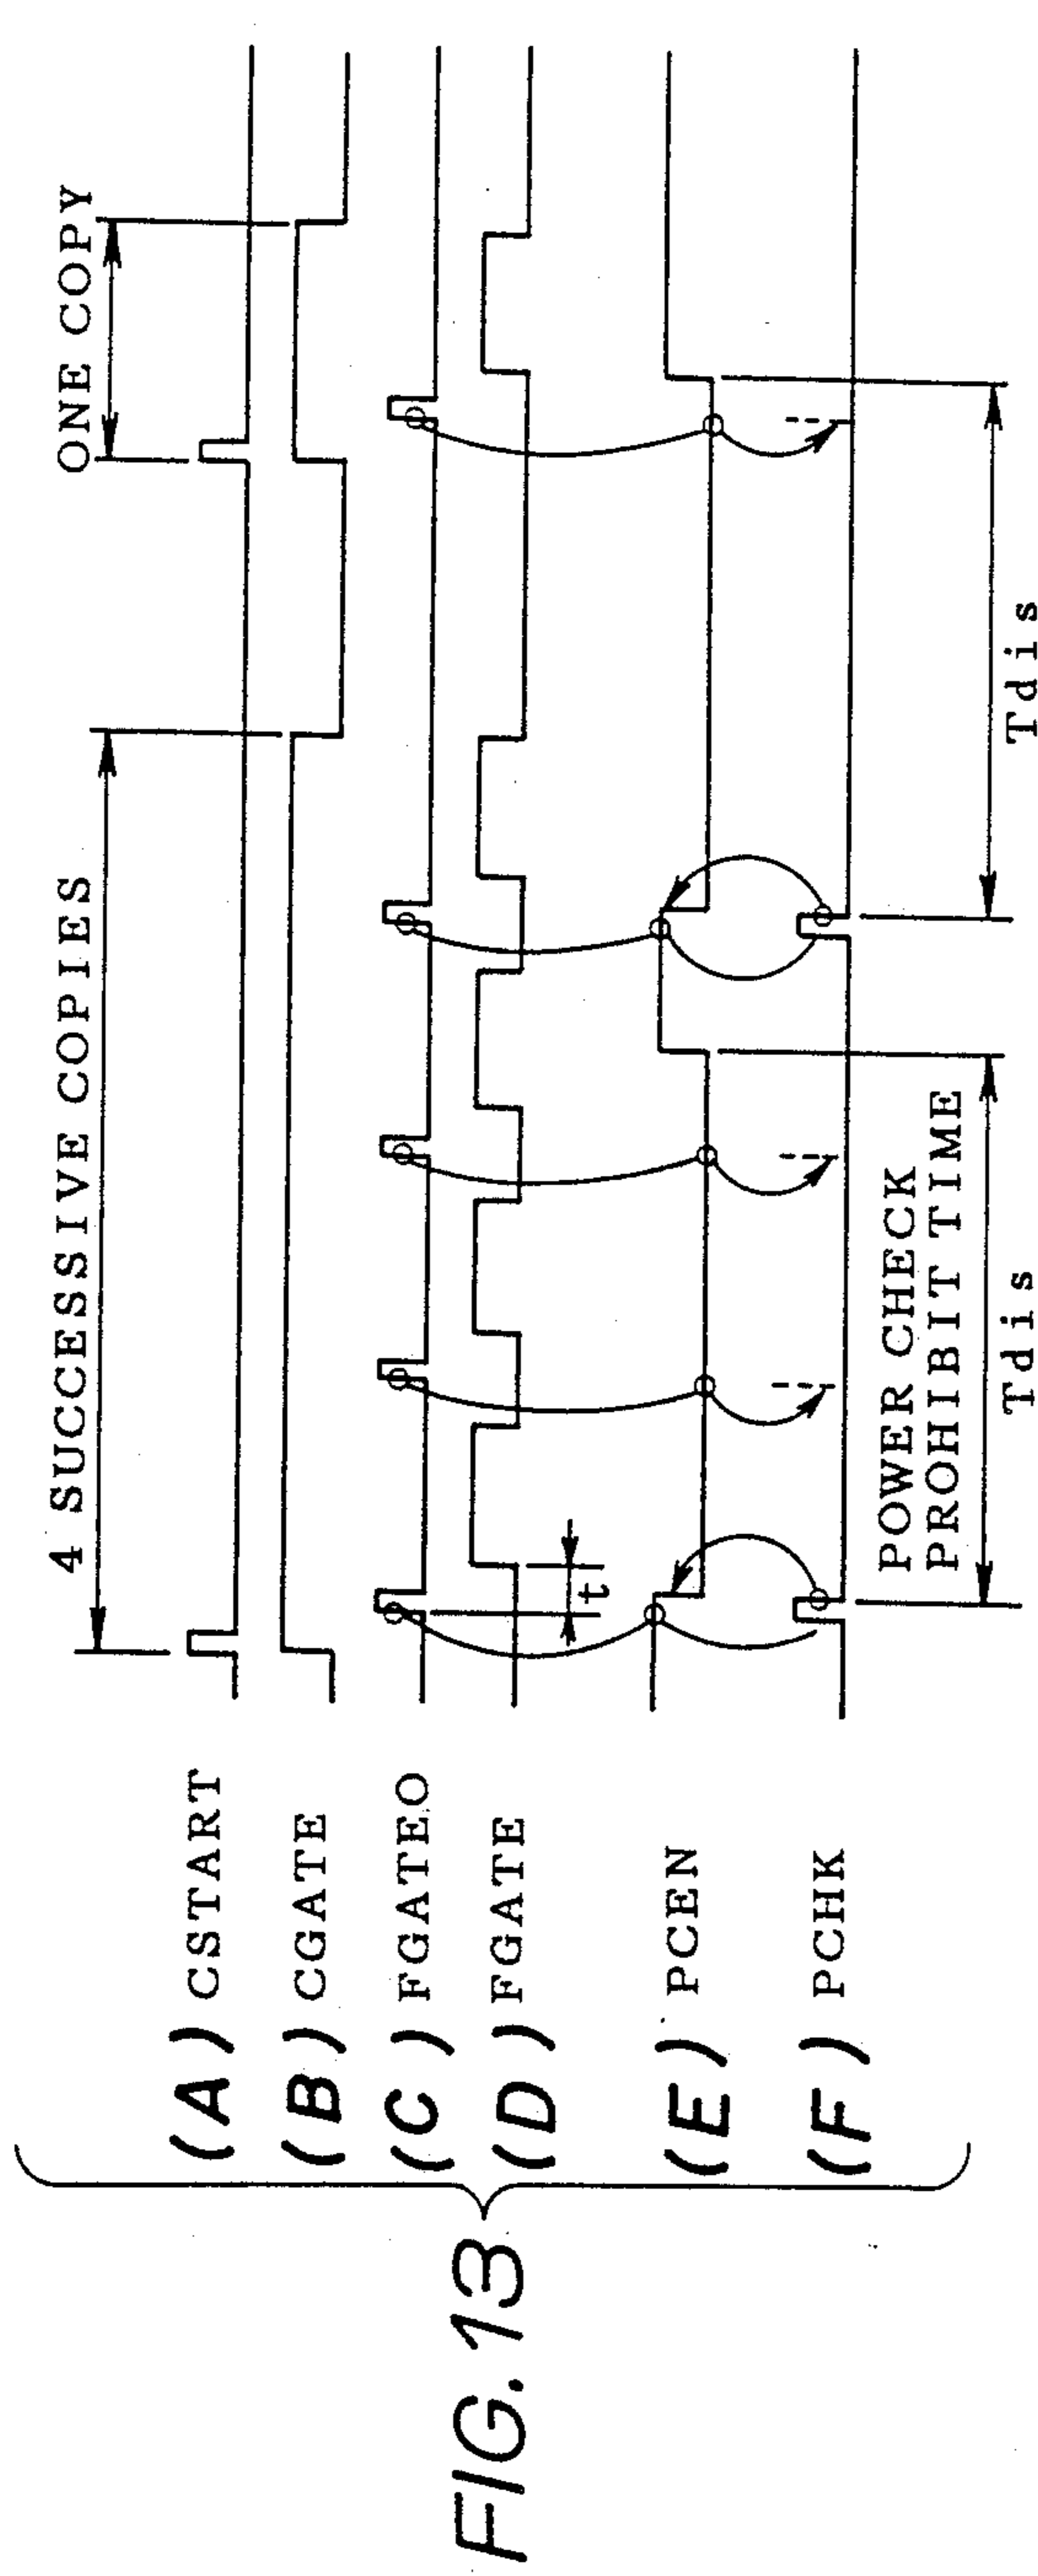 4 SUCCESSIVE COPIES
ONE COPY
(A) CSTART
(B) CGATE
(C) FGATEO
(D) FGATE
t
(E) PCEN
(F) PCHK
POWER CHECK
PROHIBIT TIME
Tdis
Tdis
FIG. 13